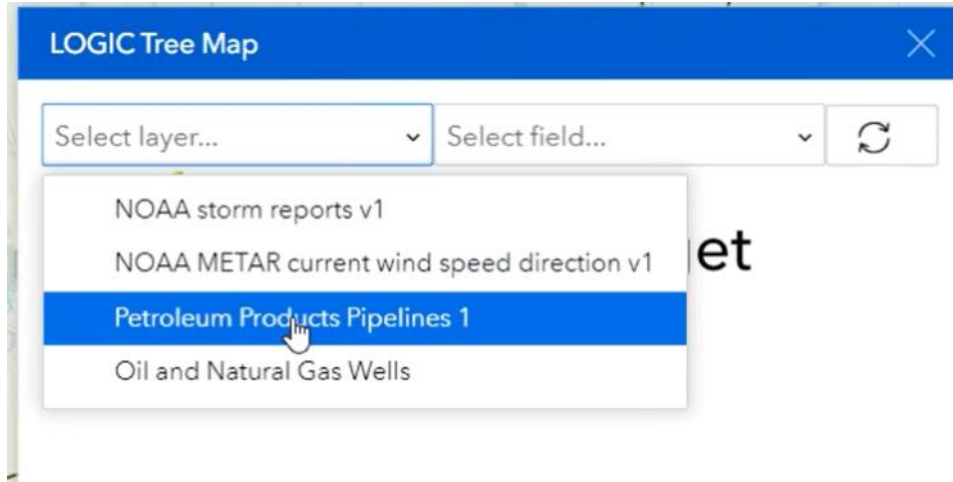 LOGIC Tree Map
Select layer... Select field...
NOAA storm reports v1
NOAA METAR current wind speed direction v1
et
Petroleum Products Pipelines 1
Oil and Natural Gas Wells